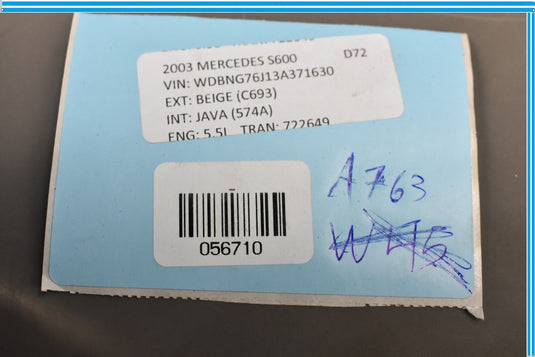 2003 MERCEDES S600 D72
VIN: WDBNG76J13A371630
EXT: BEIGE (C693)
INT: JAVA (574A)
ENG: 5.5L TRAN: 722649
A763
056710